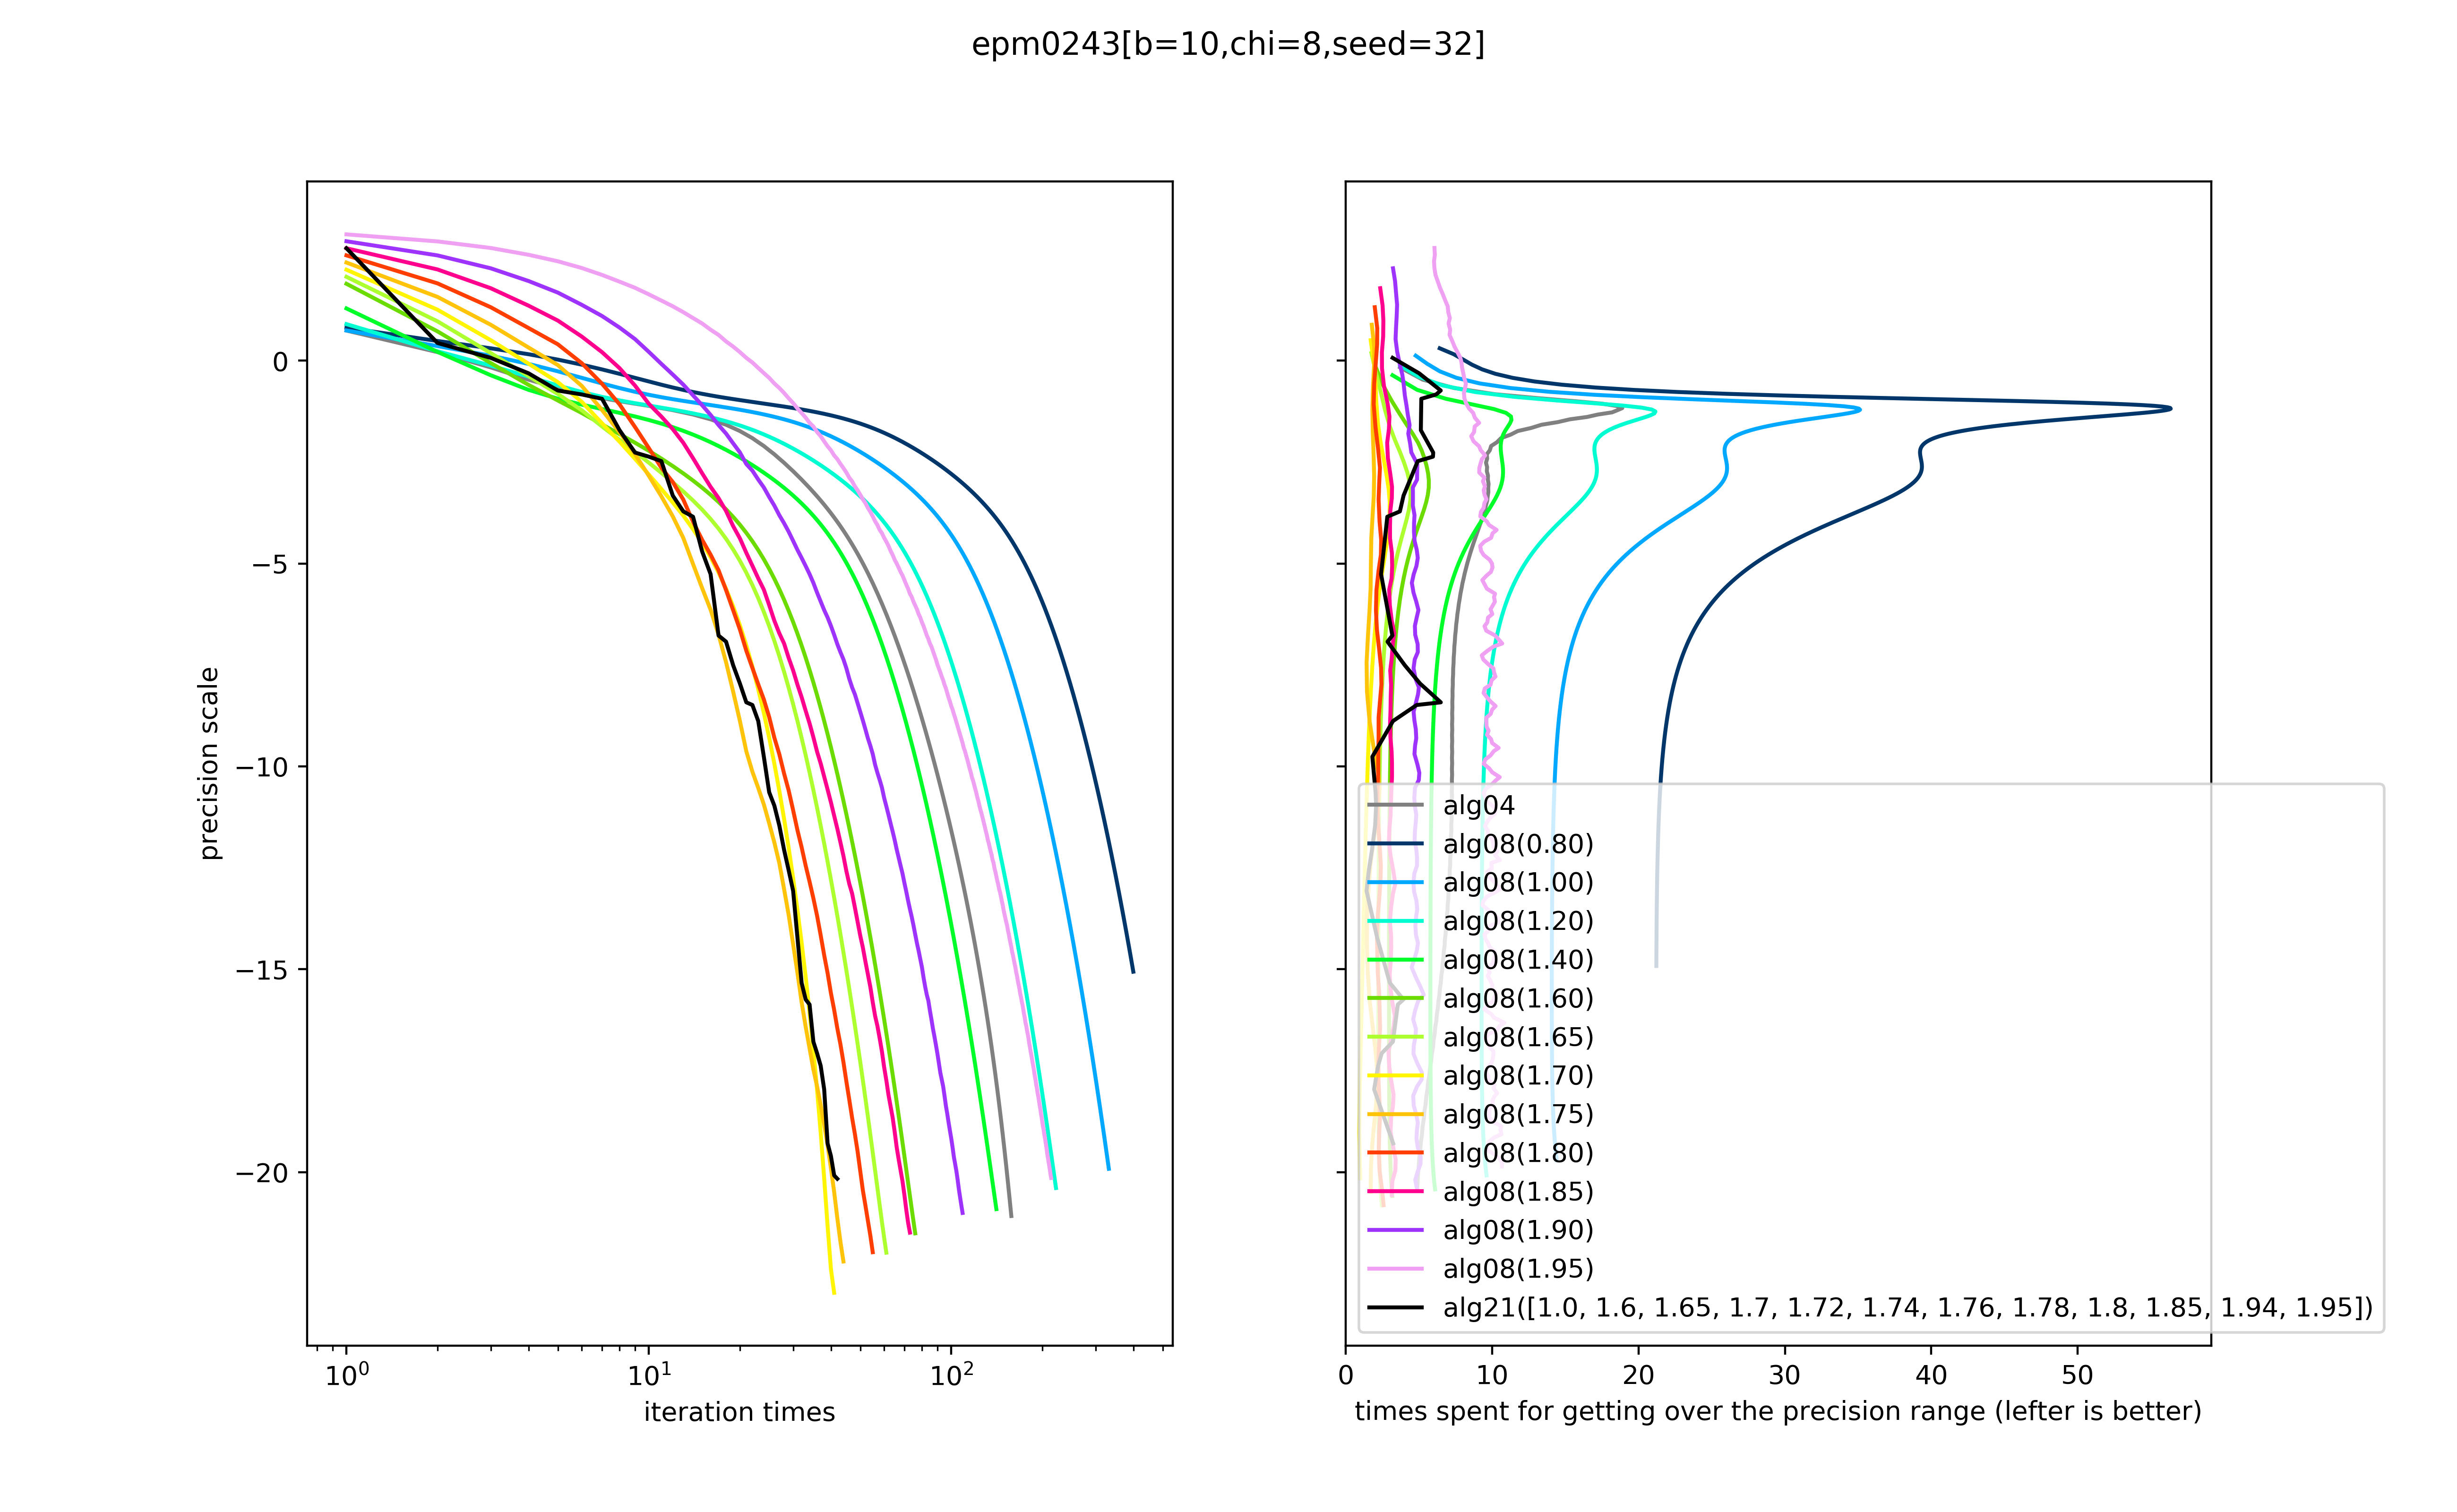 epm0243[b=10,chi=8,seed=32]
precision scale
0
−5
−10
−15
−20
10⁰
10¹
10²
iteration times
alg04
alg08(0.80)
alg08(1.00)
alg08(1.20)
alg08(1.40)
alg08(1.60)
alg08(1.65)
alg08(1.70)
alg08(1.75)
alg08(1.80)
alg08(1.85)
alg08(1.90)
alg08(1.95)
alg21([1.0, 1.6, 1.65, 1.7, 1.72, 1.74, 1.76, 1.78, 1.8, 1.85, 1.94, 1.95])
0 10 20 30 40 50
times spent for getting over the precision range (lefter is better)